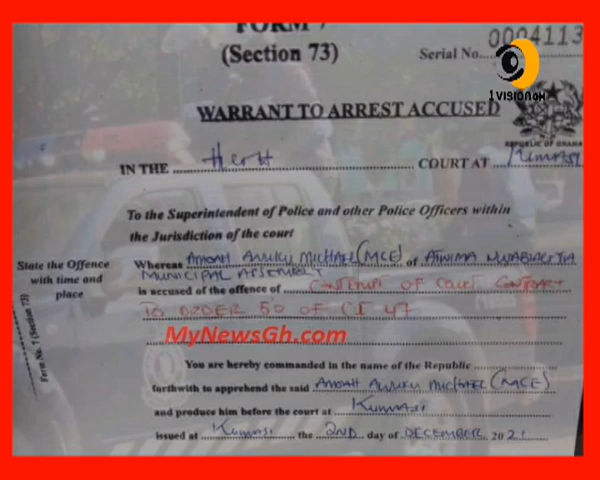 FORM 7
(Section 73)
Serial No. 0004113
1VISIONGH
WARRANT TO ARREST ACCUSED
REPUBLIC OF GHANA
IN THE HIGH COURT AT KUMASI
To the Superintendent of Police and other Police Officers within
the Jurisdiction of the court
State the Offence
with time and
place
Form No. 7 (Section 73)
Whereas AMOAH AWUKU MICHAEL (MCE) of ATWIMA NWABIAGYA
MUNICIPAL ASSEMBLY
is accused of the offence of CONTEMPT OF COURT CONTRARY
TO ORDER 50 OF CI 47
MyNewsGh.com
You are hereby commanded in the name of the Republic
forthwith to apprehend the said AMOAH AWUKU MICHAEL (MCE)
and produce him before the court at KUMASI
issued at KUMASI the 2ND day of DECEMBER 2021